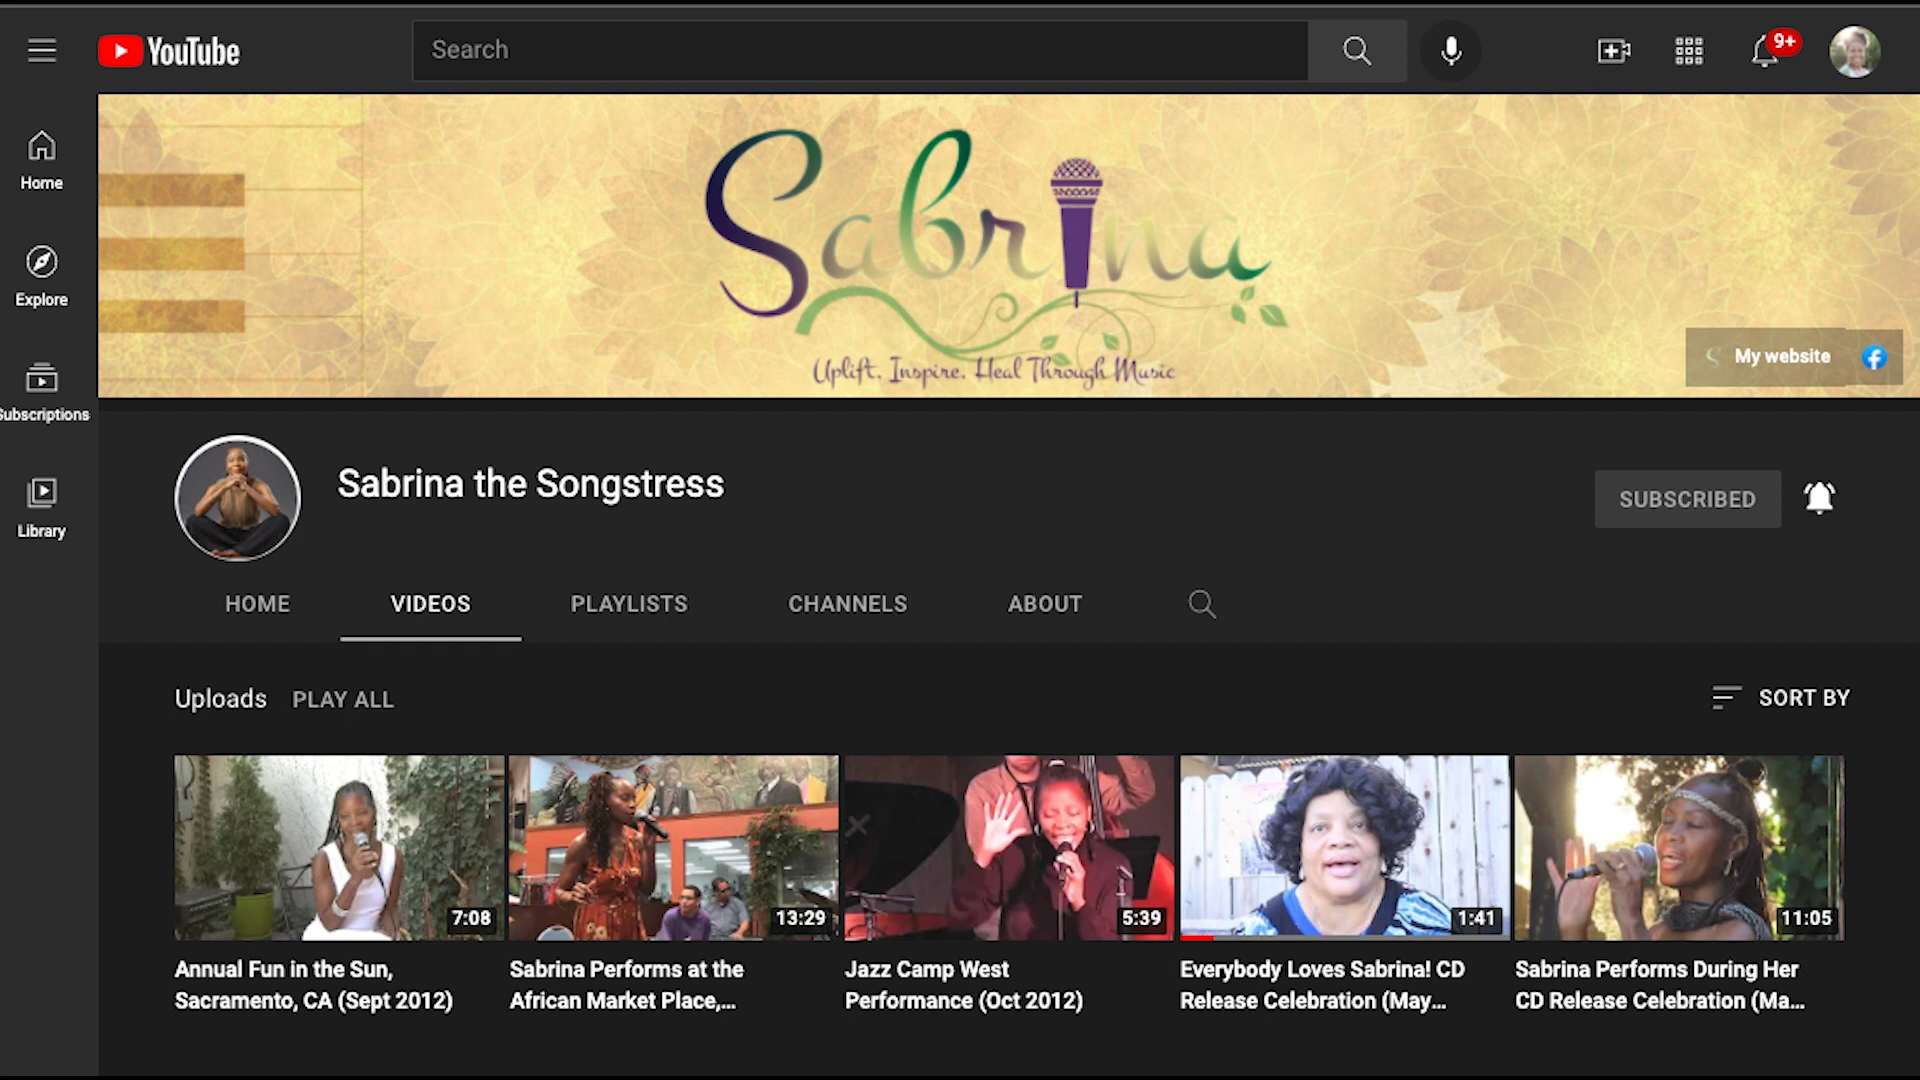 YouTube
Search
9+
Home
Explore
Subscriptions
Library
Sabrina
Uplift. Inspire. Heal Through Music
My website
Sabrina the Songstress
SUBSCRIBED
HOME VIDEOS PLAYLISTS CHANNELS ABOUT
Uploads PLAY ALL
SORT BY
7:08
13:29
5:39
1:41
11:05
Annual Fun in the Sun,
Sacramento, CA (Sept 2012)
Sabrina Performs at the
African Market Place,...
Jazz Camp West
Performance (Oct 2012)
Everybody Loves Sabrina! CD
Release Celebration (May...
Sabrina Performs During Her
CD Release Celebration (Ma...